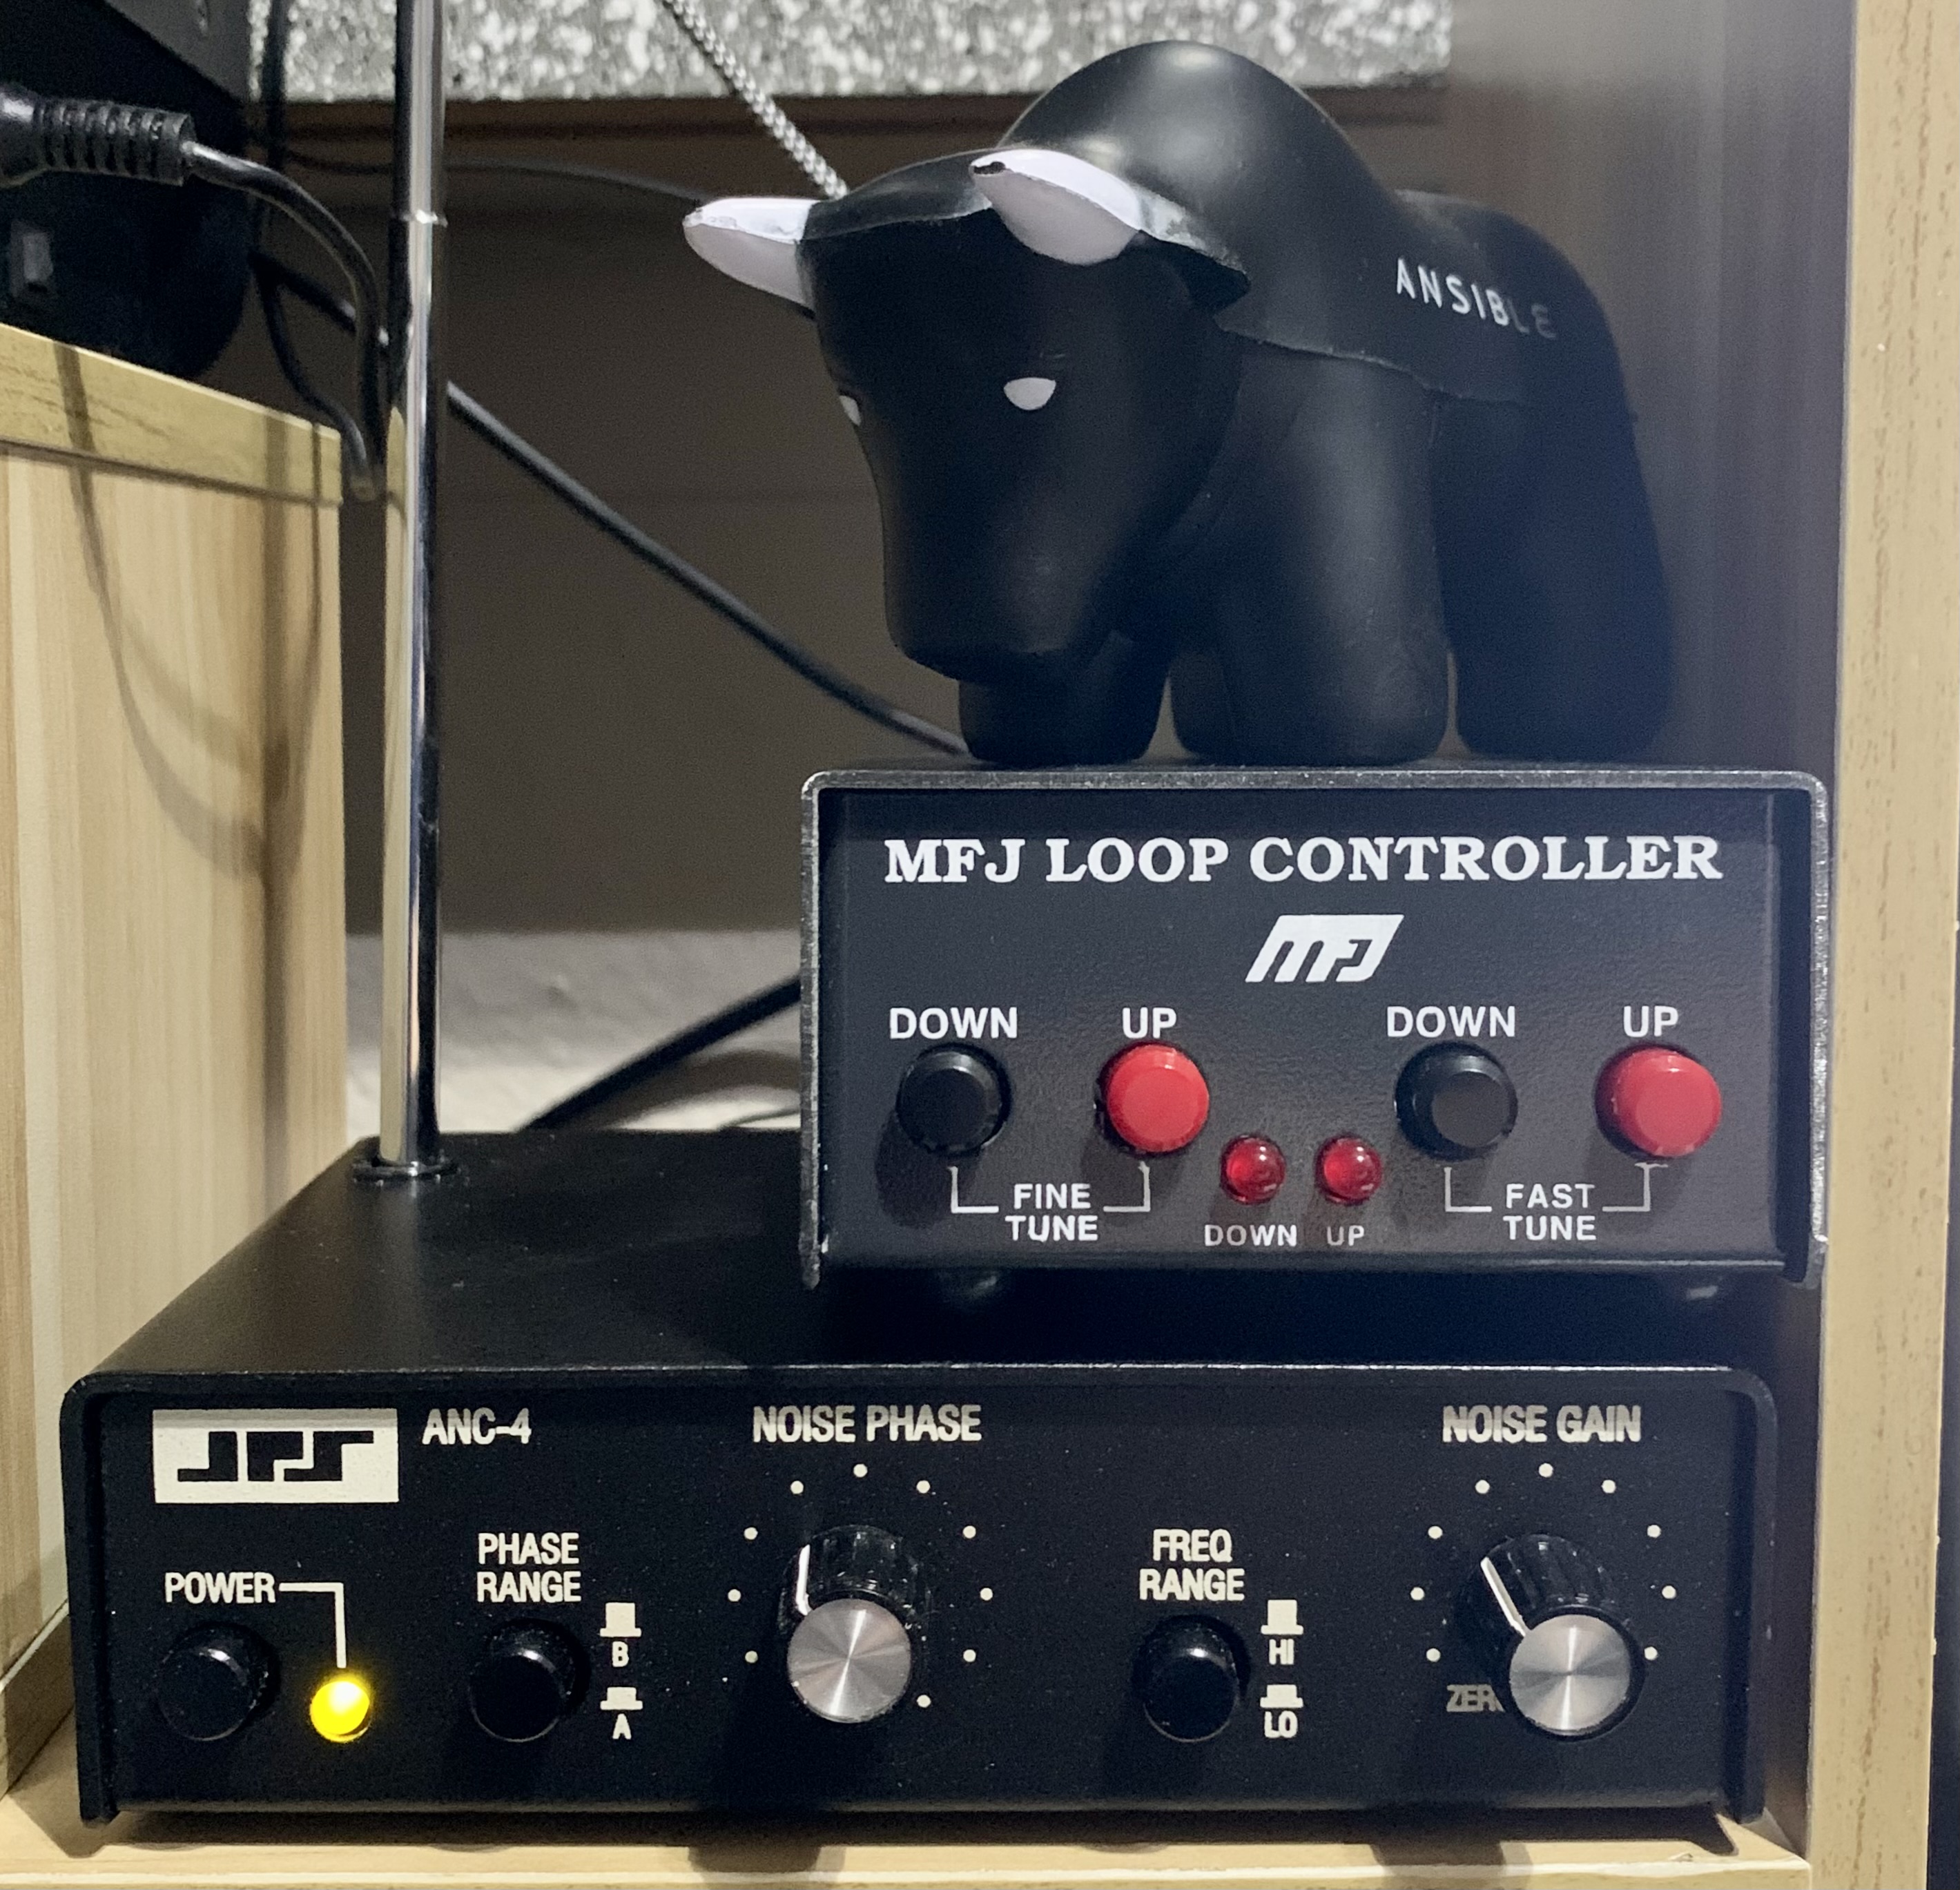 ANSIBLE
MFJ LOOP CONTROLLER
MFJ
DOWN UP DOWN UP
FINE TUNE
FAST TUNE
DOWN UP
JPS ANC-4
NOISE PHASE
NOISE GAIN
POWER
PHASE RANGE
B
A
FREQ RANGE
HI
LO